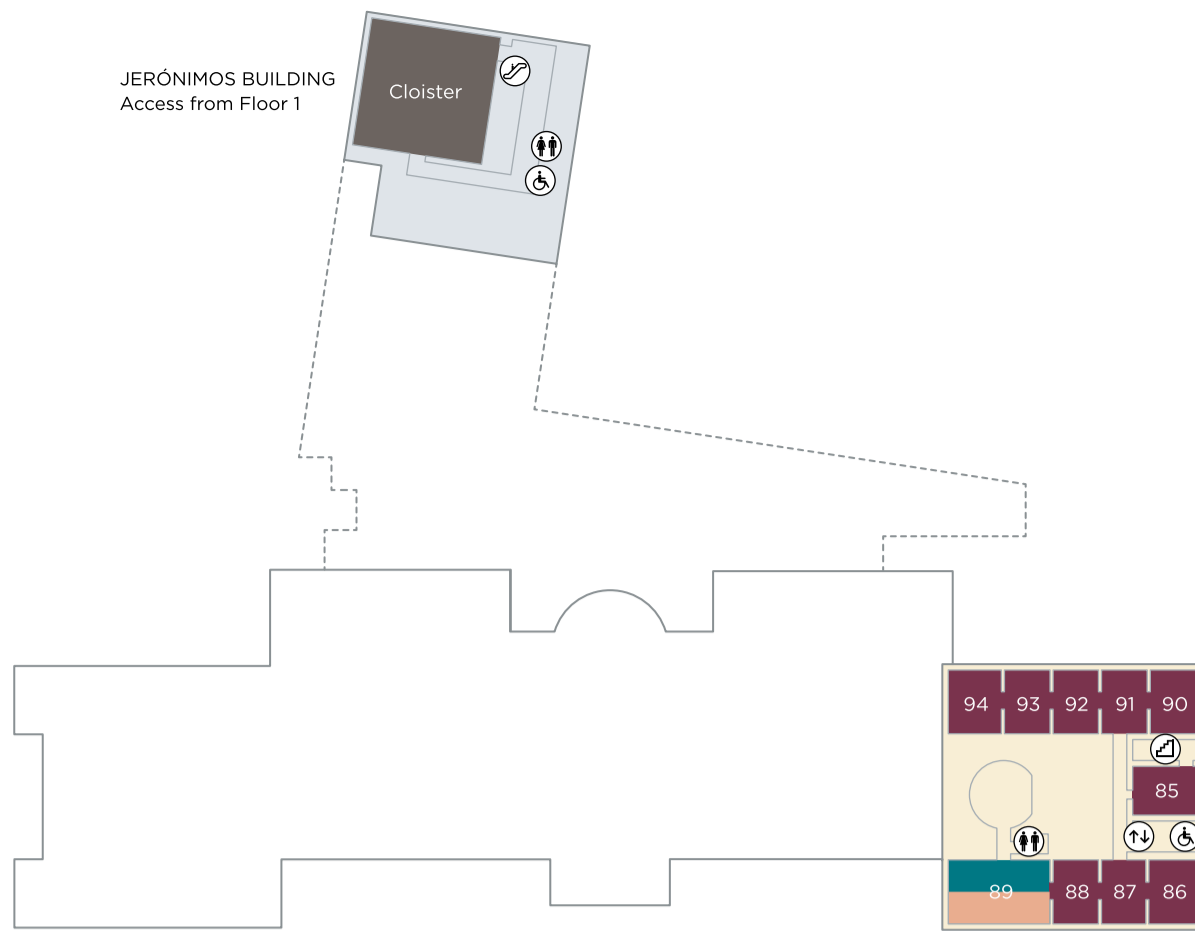 JERÓNIMOS BUILDING
Access from Floor 1
Cloister
94 93 92 91 90
85
89 88 87 86